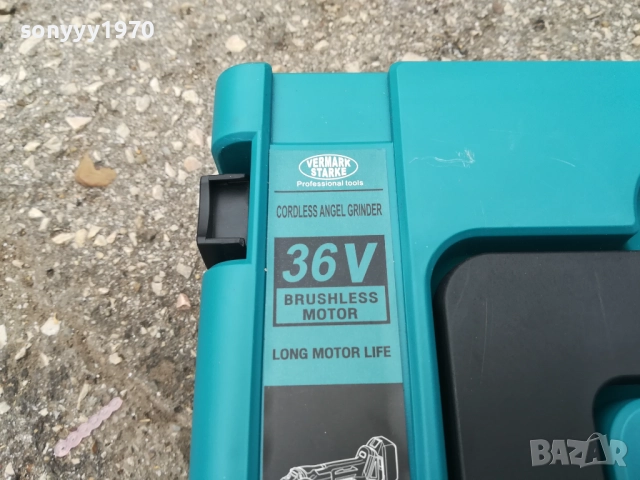 sonyyy1970
VERMARK
STARKE
Professional tools
CORDLESS ANGEL GRINDER
36V
BRUSHLESS
MOTOR
LONG MOTOR LIFE
BAZAR